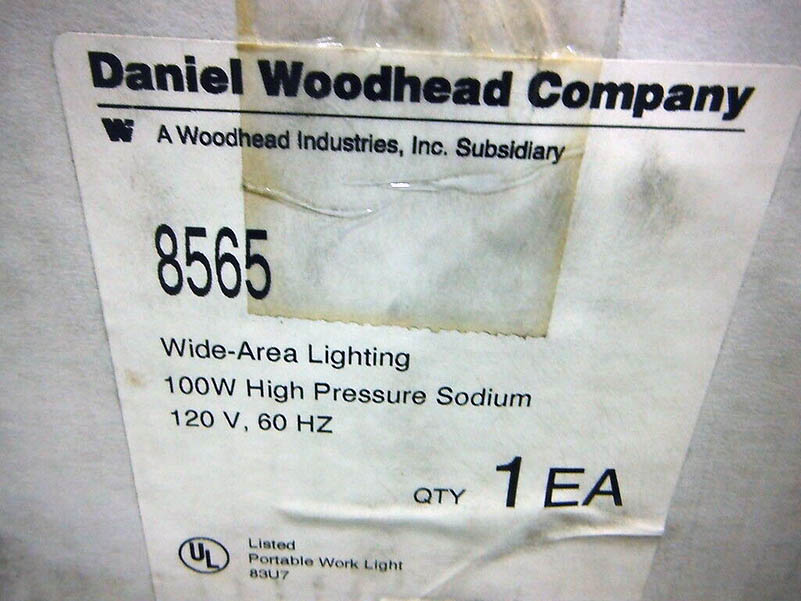 Daniel Woodhead Company
W A Woodhead Industries, Inc. Subsidiary
8565
Wide-Area Lighting
100W High Pressure Sodium
120 V, 60 HZ
QTY 1 EA
UL Listed
Portable Work Light
83U7